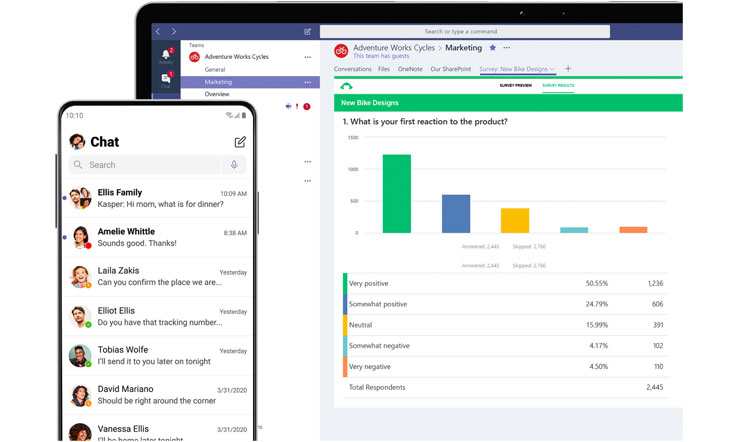 Search or type a command
Teams
Adventure Works Cycles
General
Marketing
Overview
2
Activity
2
Chat
1
Adventure Works Cycles > Marketing
This team has guests
Conversations Files OneNote Our SharePoint Survey: New Bike Designs
SURVEY PREVIEW SURVEY RESULTS
New Bike Designs
1. What is your first reaction to the product?
1500
1000
500
0
Answered: 2,445 Skipped: 2,760
Answered: 2,445 Skipped: 2,760
Very positive 50.55% 1,236
Somewhat positive 24.79% 606
Neutral 15.99% 391
Somewhat negative 4.17% 102
Very negative 4.50% 110
Total Respondents 2,445
10:10
Chat
Search
Ellis Family 10:09 AM
Kasper: Hi mom, what is for dinner?
Amelie Whittle 8:38 AM
Sounds good. Thanks!
Laila Zakis Yesterday
Can you confirm the place we are...
Elliot Ellis Yesterday
Do you have that tracking number...
Tobias Wolfe Yesterday
I'll send it to you later on tonight
David Mariano 3/31/2020
Should be right around the corner
Vanessa Ellis 3/31/2020
I'll be home later tonight